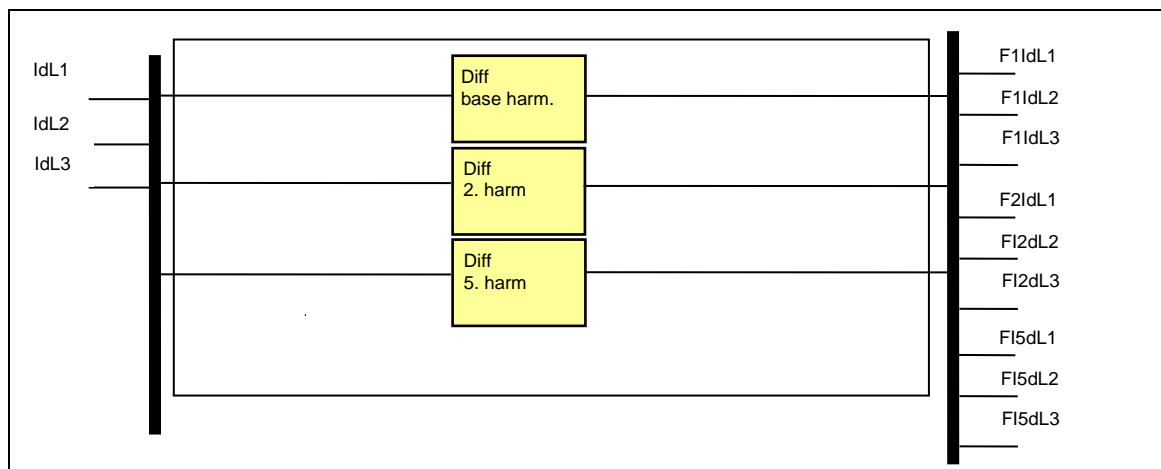 IdL1
IdL2
IdL3
Diff
base harm.
Diff
2. harm
Diff
5. harm
F1IdL1
F1IdL2
F1IdL3
F2IdL1
FI2dL2
FI2dL3
FI5dL1
FI5dL2
FI5dL3